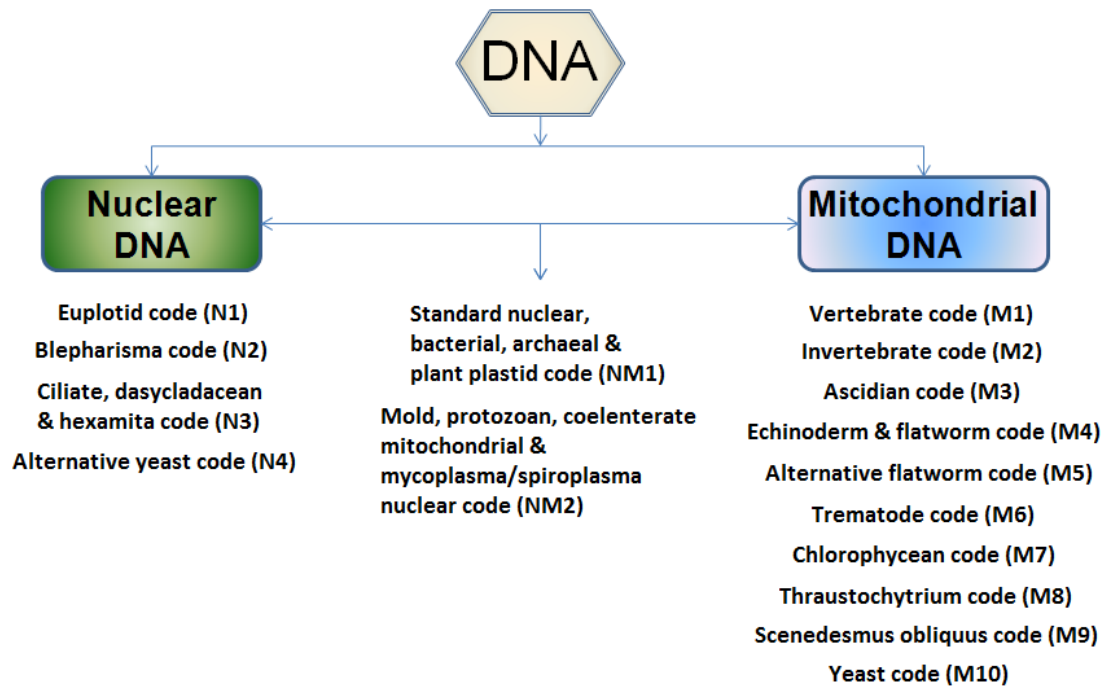 DNA
Nuclear
DNA
Mitochondrial
DNA
Euplotid code (N1)
Blepharisma code (N2)
Ciliate, dasycladacean
& hexamita code (N3)
Alternative yeast code (N4)
Standard nuclear,
bacterial, archaeal &
plant plastid code (NM1)
Mold, protozoan, coelenterate
mitochondrial &
mycoplasma/spiroplasma
nuclear code (NM2)
Vertebrate code (M1)
Invertebrate code (M2)
Ascidian code (M3)
Echinoderm & flatworm code (M4)
Alternative flatworm code (M5)
Trematode code (M6)
Chlorophycean code (M7)
Thraustochytrium code (M8)
Scenedesmus obliquus code (M9)
Yeast code (M10)